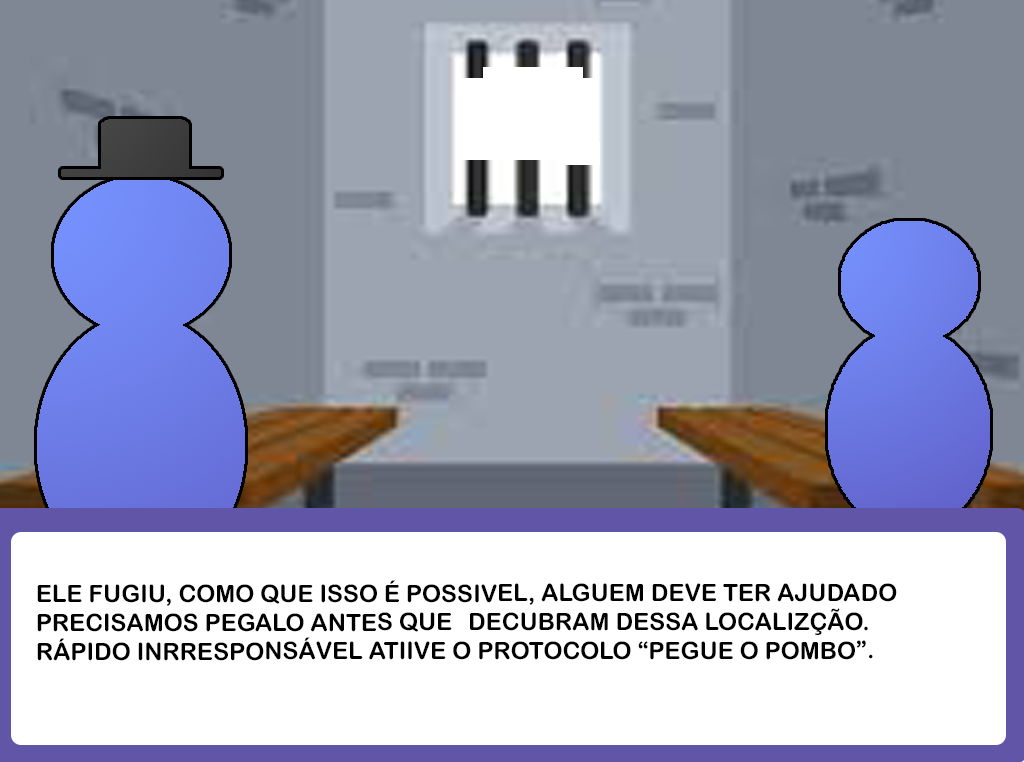 ELE FUGIU, COMO QUE ISSO É POSSIVEL, ALGUEM DEVE TER AJUDADO
PRECISAMOS PEGALO ANTES QUE DECUBRAM DESSA LOCALIZÇÃO.
RÁPIDO INRRESPONSÁVEL ATIIVE O PROTOCOLO “PEGUE O POMBO”.